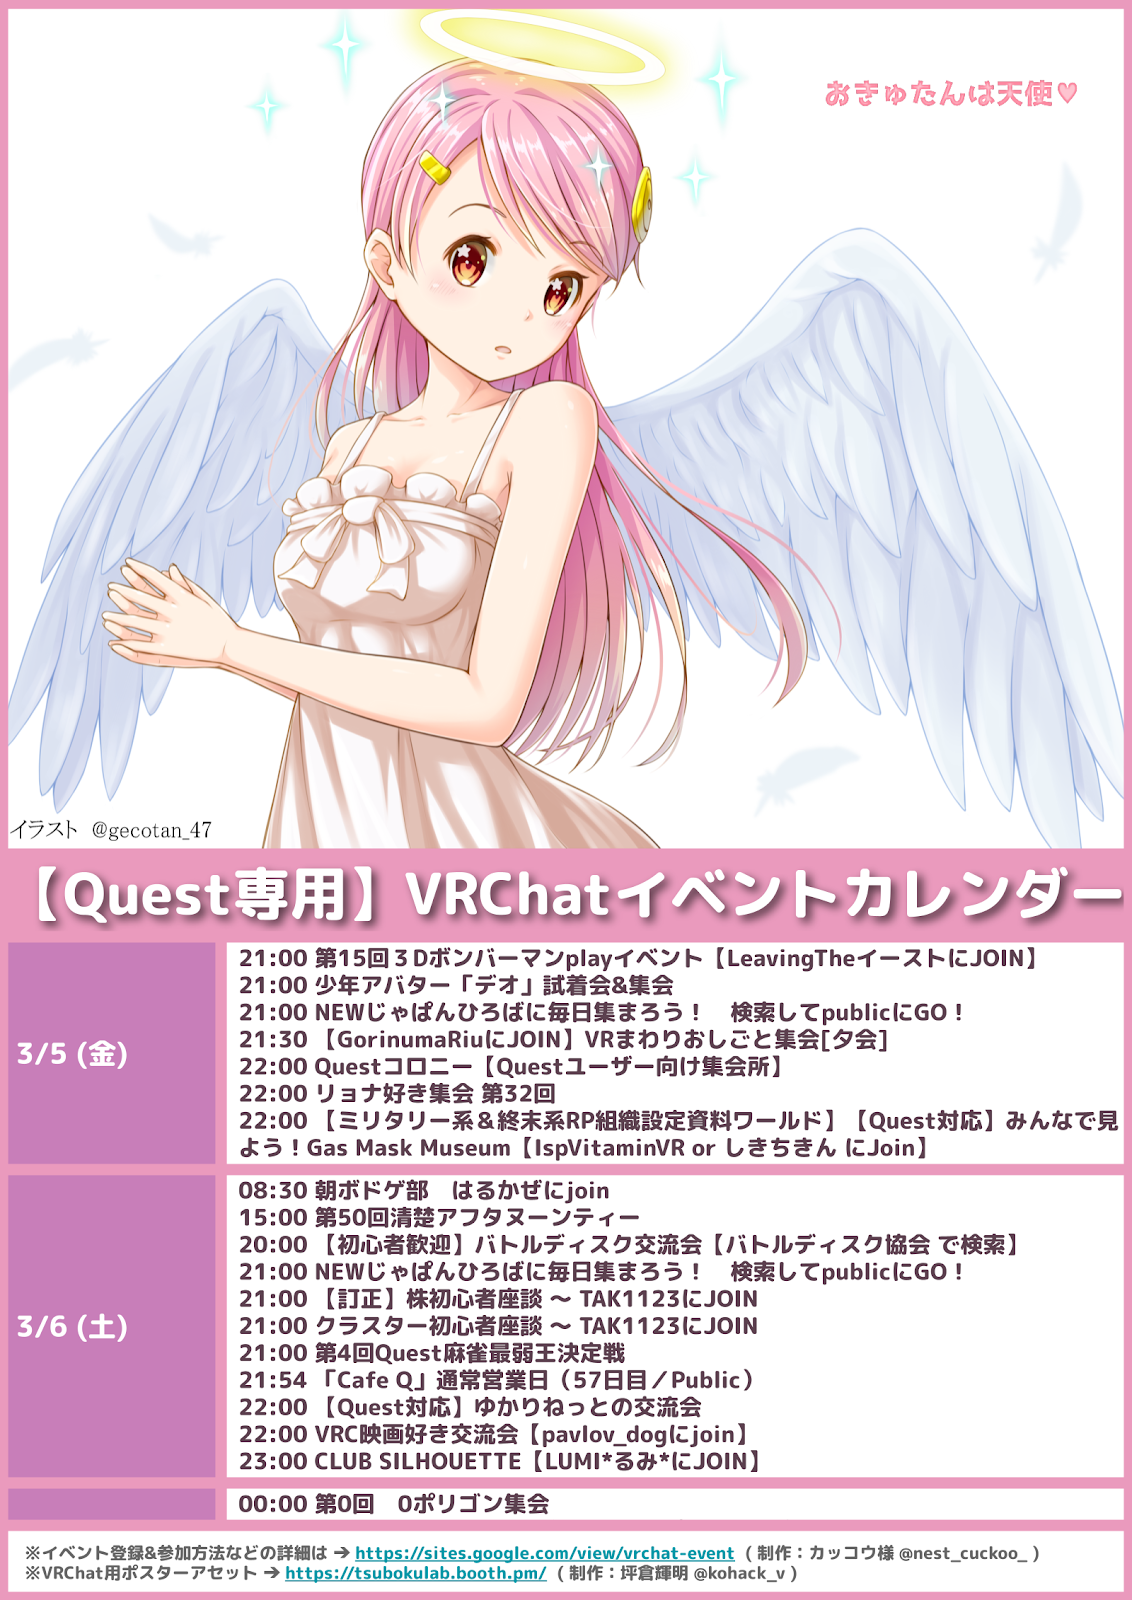 おきゅたんは天使♥
イラスト @gecotan_47
【Quest専用】VRChatイベントカレンダー
3/5 (金)
21:00 第15回３Dボンバーマンplayイベント【LeavingTheイーストにJOIN】
21:00 少年アバター「デオ」試着会&集会
21:00 NEWじゃぱんひろばに毎日集まろう！　検索してpublicにGO！
21:30 【GorinumaRiuにJOIN】VRまわりおしごと集会[夕会]
22:00 Questコロニー【Questユーザー向け集会所】
22:00 リョナ好き集会 第32回
22:00 【ミリタリー系＆終末系RP組織設定資料ワールド】【Quest対応】みんなで見
よう！Gas Mask Museum【IspVitaminVR or しきちきん にJoin】
3/6 (土)
08:30 朝ボドゲ部　はるかぜにjoin
15:00 第50回清楚アフタヌーンティー
20:00 【初心者歓迎】バトルディスク交流会【バトルディスク協会 で検索】
21:00 NEWじゃぱんひろばに毎日集まろう！　検索してpublicにGO！
21:00 【訂正】株初心者座談 ～ TAK1123にJOIN
21:00 クラスター初心者座談 ～ TAK1123にJOIN
21:00 第4回Quest麻雀最弱王決定戦
21:54 「Cafe Q」通常営業日（57日目／Public）
22:00 【Quest対応】ゆかりねっとの交流会
22:00 VRC映画好き交流会【pavlov_dogにjoin】
23:00 CLUB SILHOUETTE【LUMI*るみ*にJOIN】
00:00 第0回　0ポリゴン集会
※イベント登録&参加方法などの詳細は → https://sites.google.com/view/vrchat-event （ 制作：カッコウ様 @nest_cuckoo_ ）
※VRChat用ポスターアセット → https://tsubokulab.booth.pm/ （ 制作：坪倉輝明 @kohack_v ）